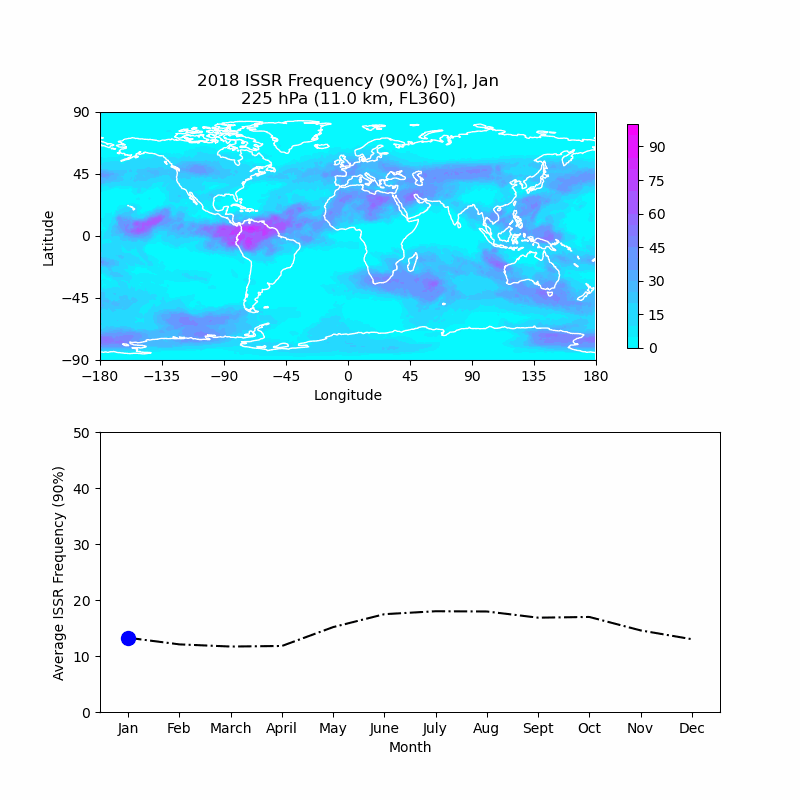 2018 ISSR Frequency (90%) [%], Jan
225 hPa (11.0 km, FL360)
90
45
0
−45
−90
Latitude
−180 −135 −90 −45 0 45 90 135 180
Longitude
90
75
60
45
30
15
0
50
40
30
20
10
0
Average ISSR Frequency (90%)
Jan Feb March April May June July Aug Sept Oct Nov Dec
Month